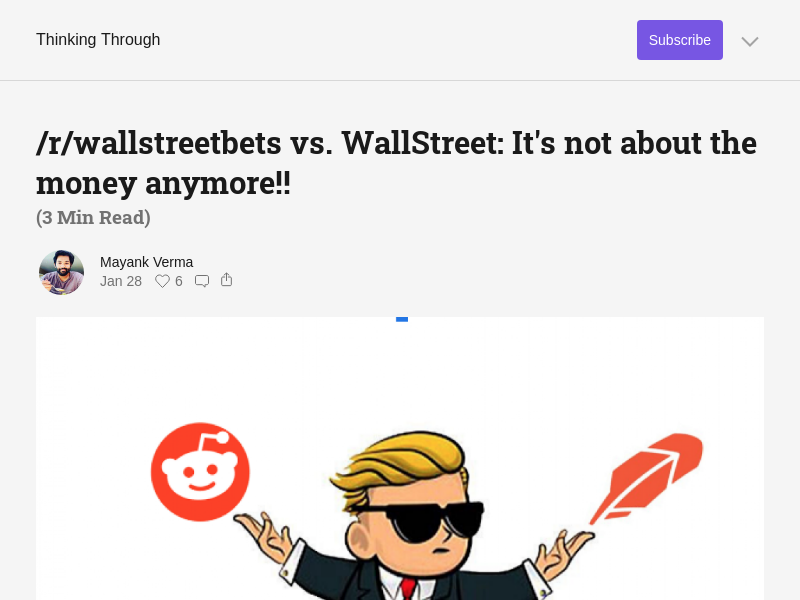 Thinking Through
Subscribe
/r/wallstreetbets vs. WallStreet: It's not about the
money anymore!!
(3 Min Read)
Mayank Verma
Jan 28 6